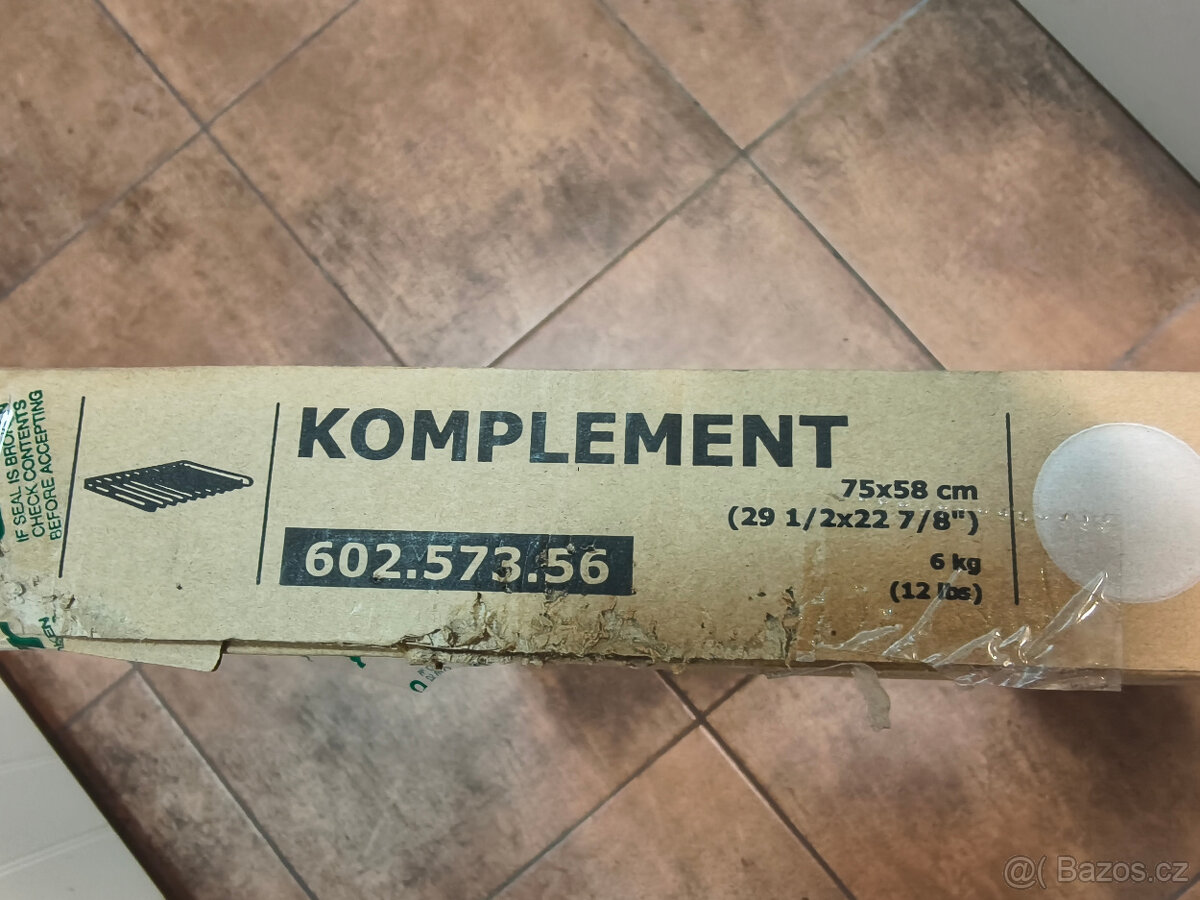 IF SEAL IS BROKEN
CHECK CONTENTS
BEFORE ACCEPTING
KOMPLEMENT
75x58 cm
(29 1/2x22 7/8")
602.573.56
6 kg
(12 lbs)
@( Bazos.cz